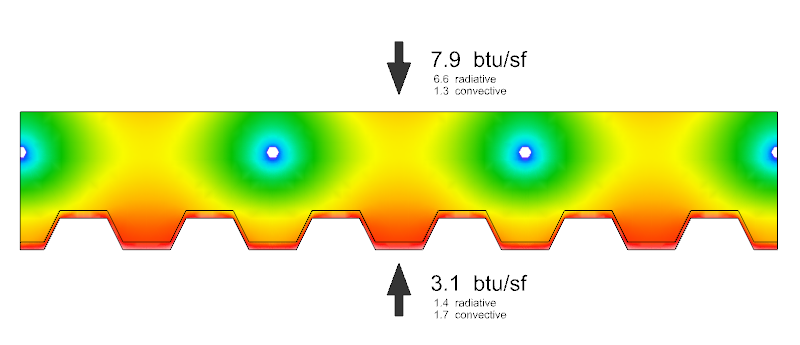 7.9 btu/sf
6.6 radiative
1.3 convective
3.1 btu/sf
1.4 radiative
1.7 convective